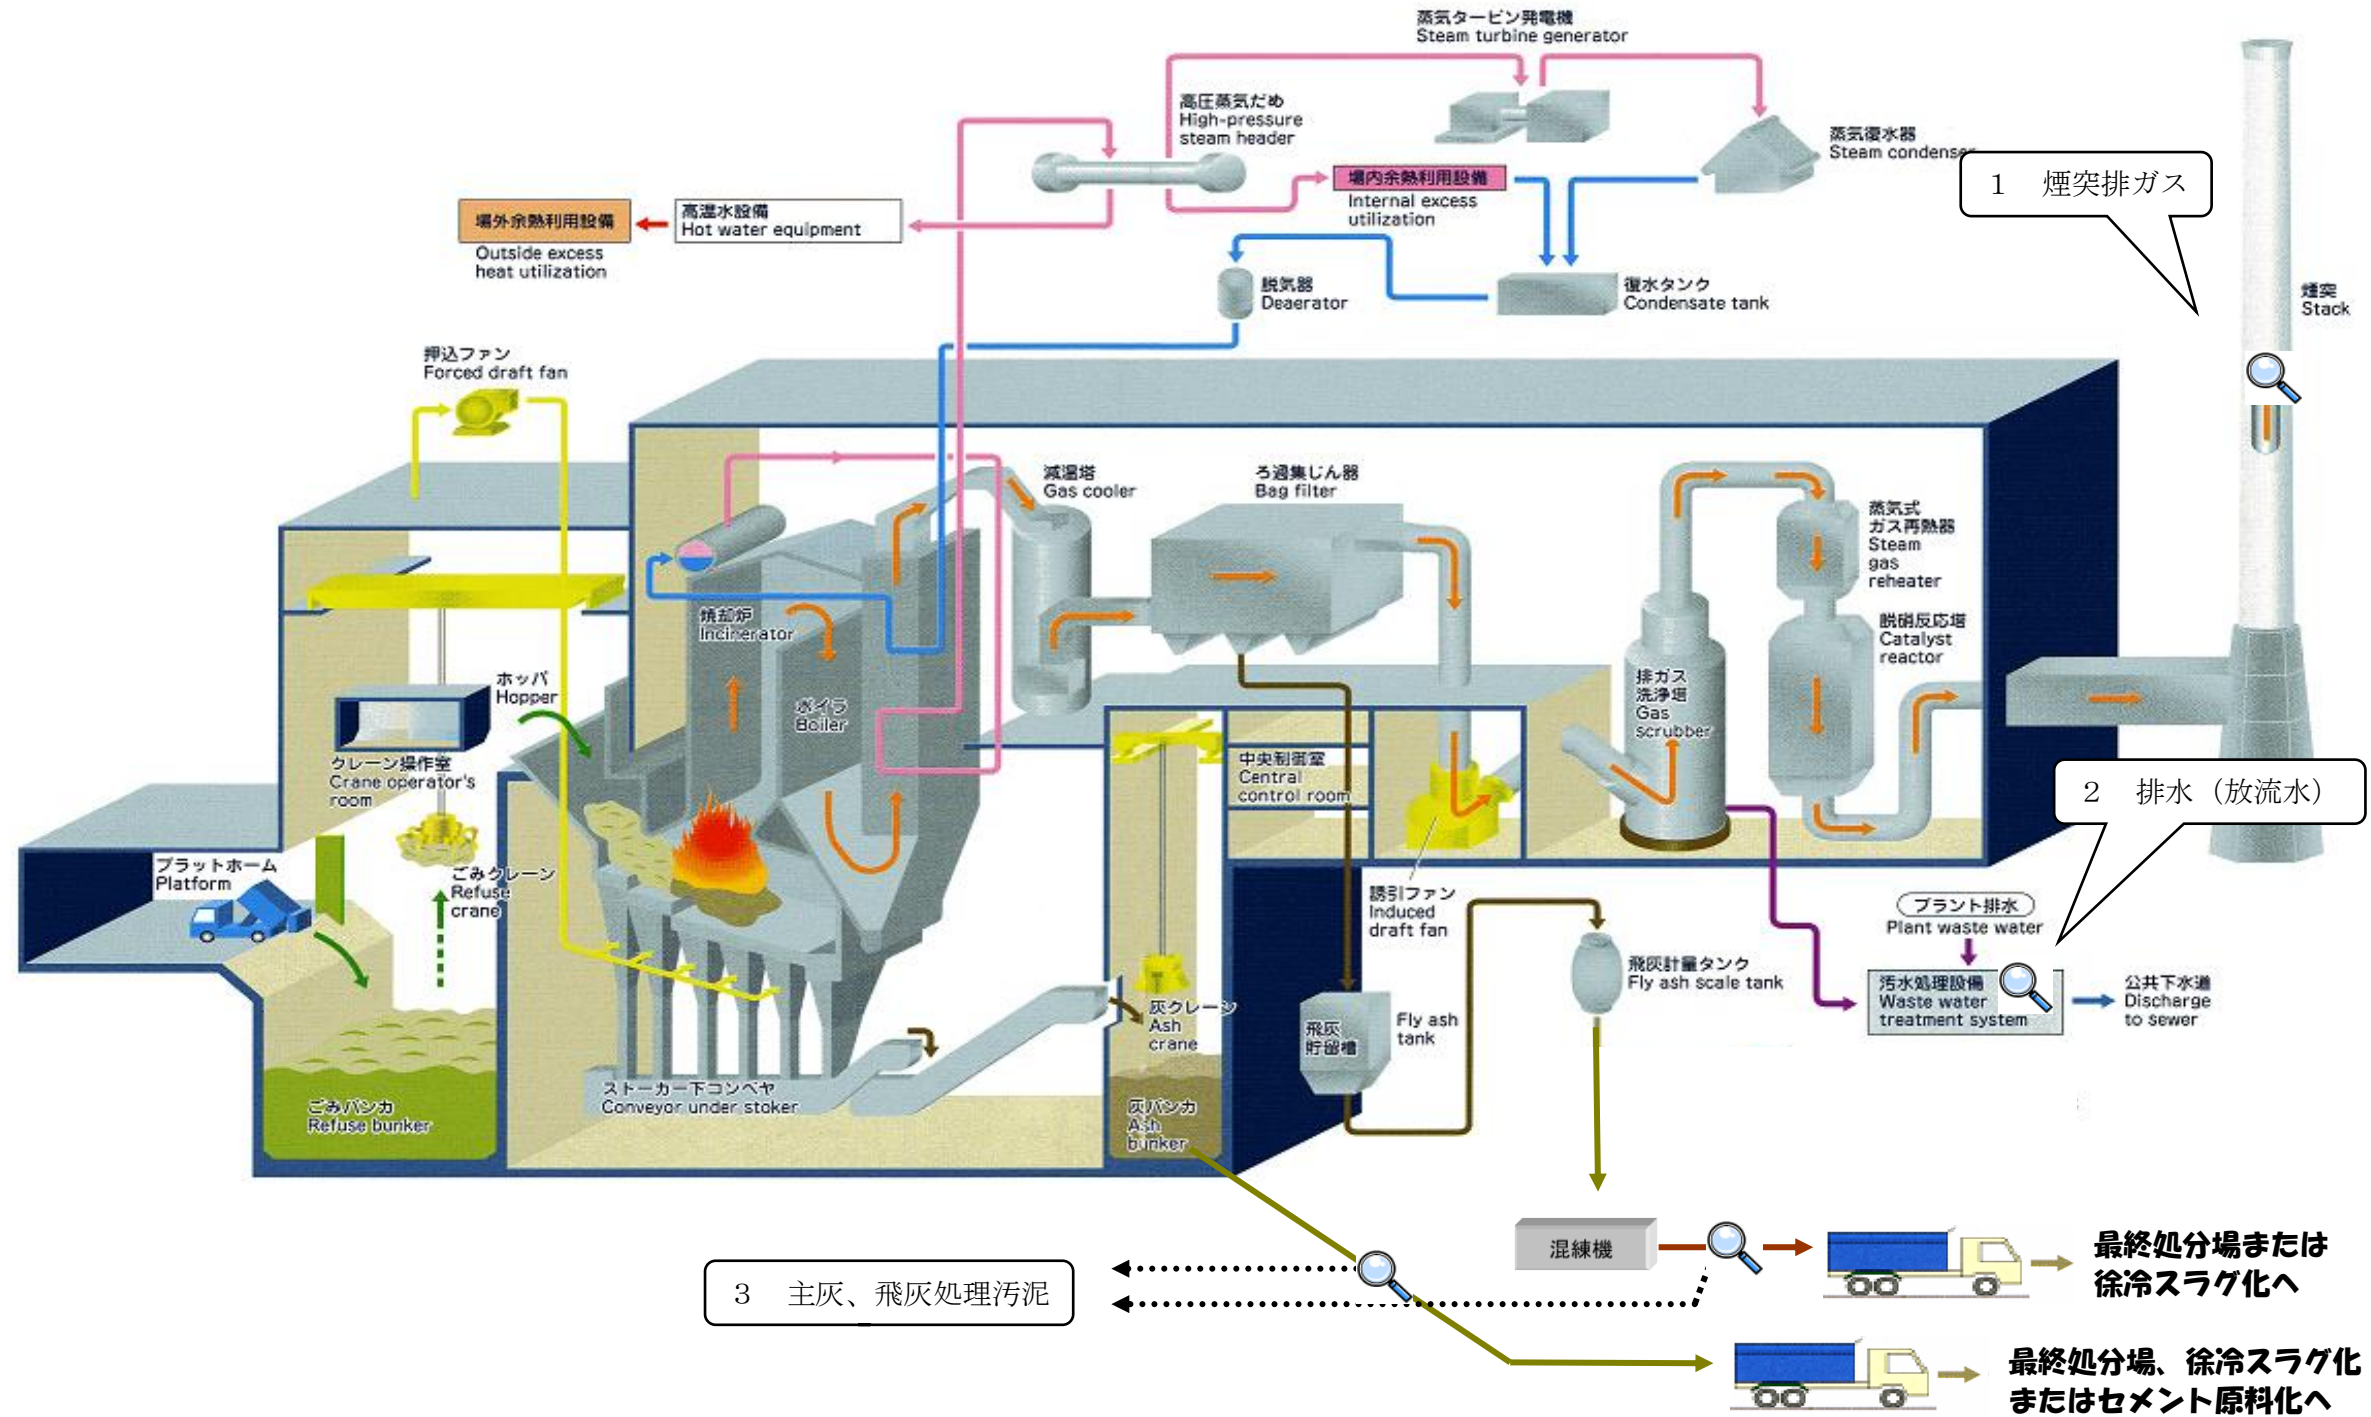 蒸気タービン発電機
Steam turbine generator
高圧蒸気だめ
High-pressure
steam header
蒸気復水器
Steam condenser
1 煙突排ガス
場内余熱利用設備
Internal excess
utilization
場外余熱利用設備
Outside excess
heat utilization
高温水設備
Hot water equipment
脱気器
Deaerator
復水タンク
Condensate tank
煙突
Stack
押込ファン
Forced draft fan
減温塔
Gas cooler
ろ過集じん器
Bag filter
蒸気式
ガス再熱器
Steam
gas
reheater
焼却炉
Incinerator
脱硝反応塔
Catalyst
reactor
ホッパ
Hopper
ボイラ
Boiler
排ガス
洗浄塔
Gas
scrubber
クレーン操作室
Crane operator's
room
中央制御室
Central
control room
2 排水（放流水）
プラットホーム
Platform
ごみクレーン
Refuse
crane
誘引ファン
Induced
draft fan
プラント排水
Plant waste water
飛灰計量タンク
Fly ash scale tank
汚水処理設備
Waste water
treatment system
公共下水道
Discharge
to sewer
灰クレーン
Ash
crane
飛灰
貯留槽
Fly ash
tank
ストーカー下コンベヤ
Conveyor under stoker
ごみバンカ
Refuse bunker
灰バンカ
Ash
bunker
混練機
最終処分場または
徐冷スラグ化へ
3 主灰、飛灰処理汚泥
最終処分場、徐冷スラグ化
またはセメント原料化へ